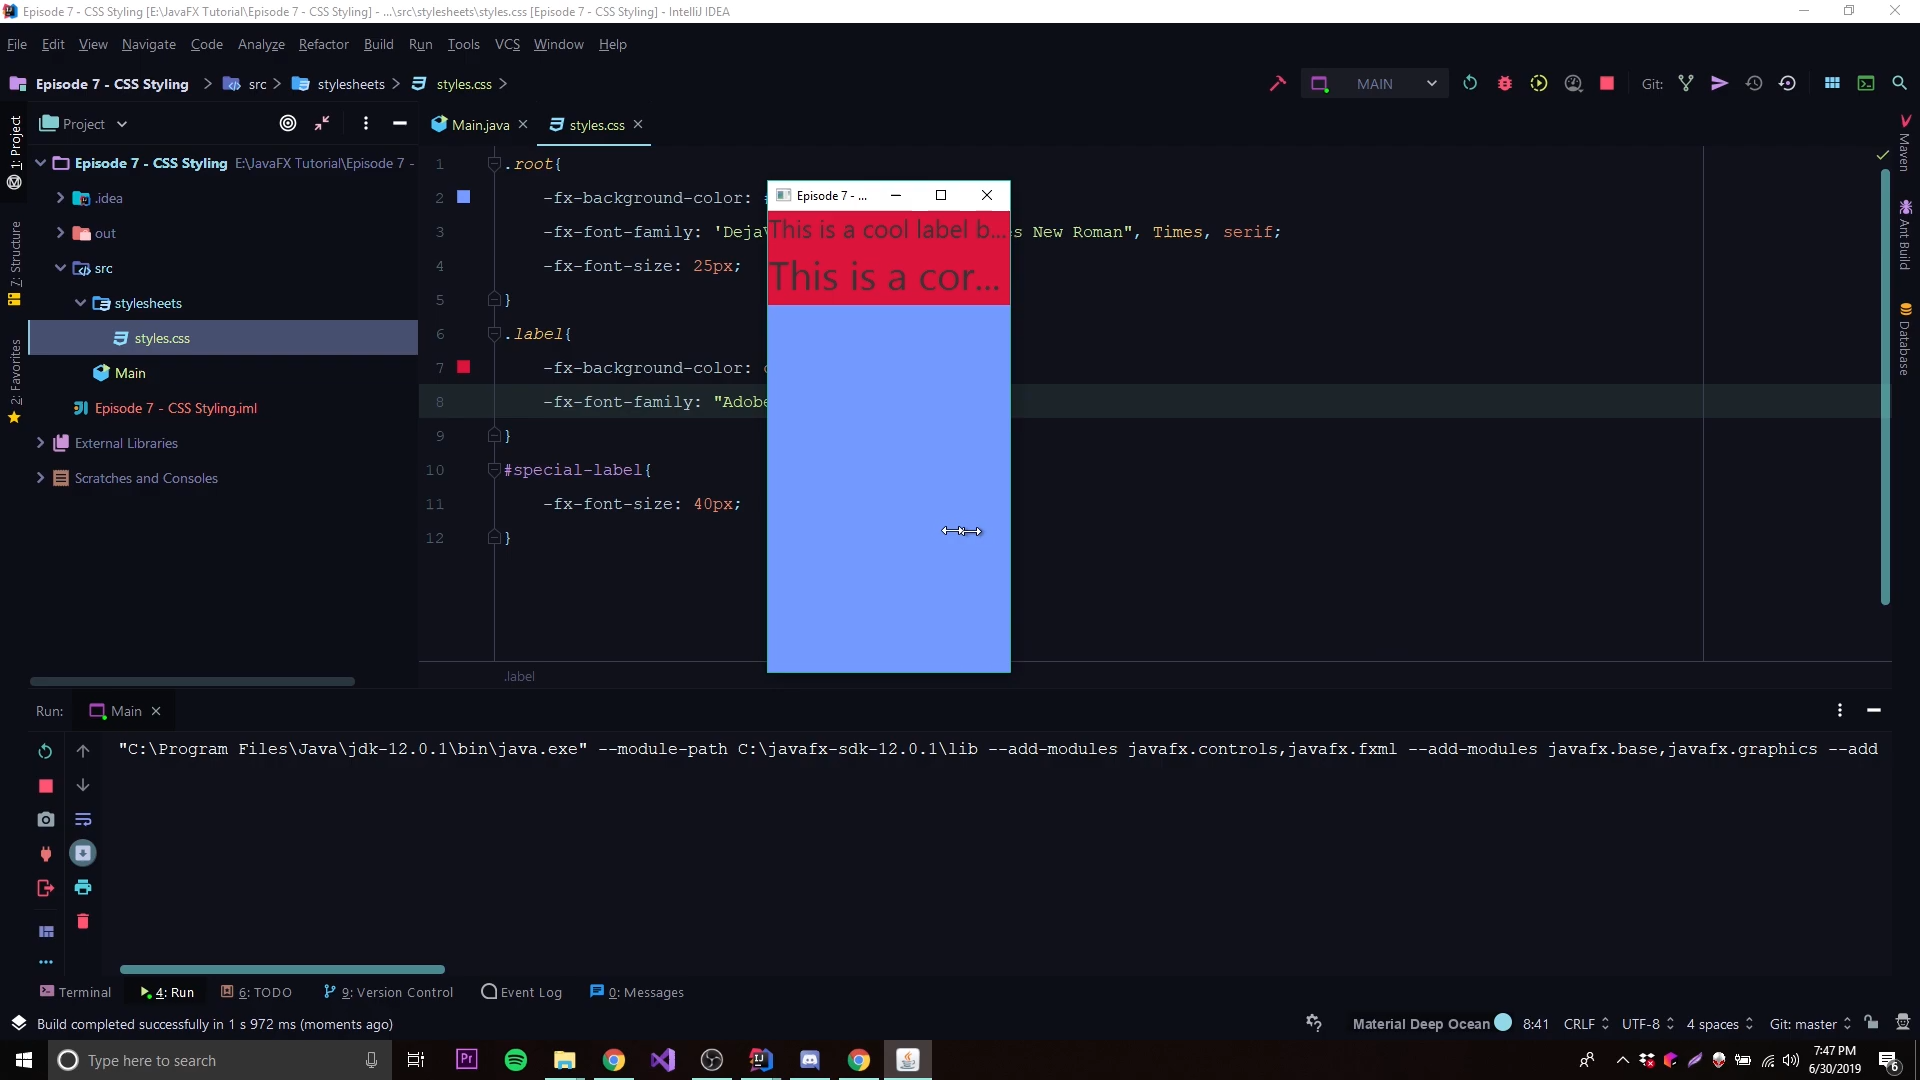 Episode 7 - CSS Styling [E:\JavaFX Tutorial\Episode 7 - CSS Styling] - ...\src\stylesheets\styles.css [Episode 7 - CSS Styling] - IntelliJ IDEA
File Edit View Navigate Code Analyze Refactor Build Run Tools VCS Window Help
Episode 7 - CSS Styling src stylesheets styles.css MAIN Git:
Project Main.java styles.css
Episode 7 - CSS Styling E:\JavaFX Tutorial\Episode 7 -
.idea
out
src
stylesheets
styles.css
Main
Episode 7 - CSS Styling.iml
External Libraries
Scratches and Consoles
1: Project
7: Structure
2: Favorites
1 .root{
2 -fx-background-color:
3 -fx-font-family: 'Deja s New Roman", Times, serif;
4 -fx-font-size: 25px;
5 }
6 .label{
7 -fx-background-color:
8 -fx-font-family: "Adobe
9 }
10 #special-label{
11 -fx-font-size: 40px;
12 }
.label
Episode 7 - ...
This is a cool label b...
This is a cor...
Maven
Ant Build
Database
Run: Main
"C:\Program Files\Java\jdk-12.0.1\bin\java.exe" --module-path C:\javafx-sdk-12.0.1\lib --add-modules javafx.controls,javafx.fxml --add-modules javafx.base,javafx.graphics --add
Terminal 4: Run 6: TODO 9: Version Control Event Log 0: Messages
Build completed successfully in 1 s 972 ms (moments ago) Material Deep Ocean 8:41 CRLF UTF-8 4 spaces Git: master
Type here to search Pr 7:47 PM
6/30/2019 6